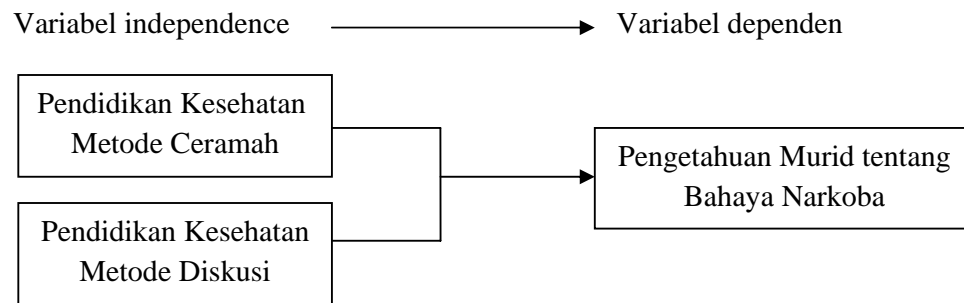 Variabel independence
Variabel dependen
Pendidikan Kesehatan
Metode Ceramah
Pengetahuan Murid tentang
Bahaya Narkoba
Pendidikan Kesehatan
Metode Diskusi